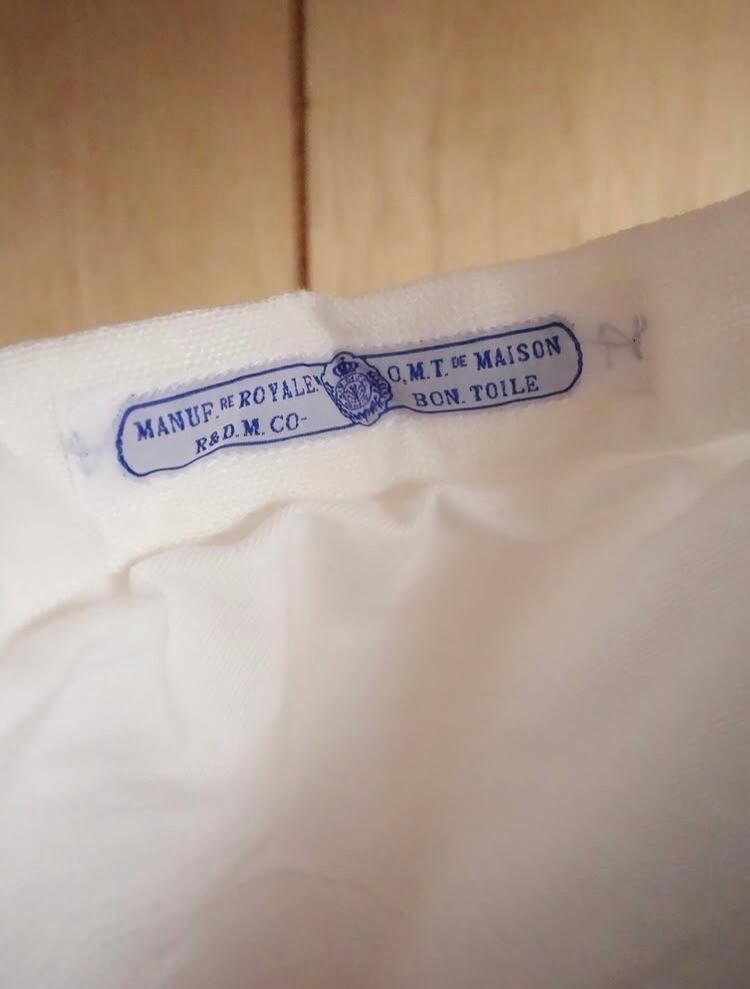 MANUF.RE ROYALE
R&D.M.CO-
O.M.T.DE MAISON
BON.TOILE